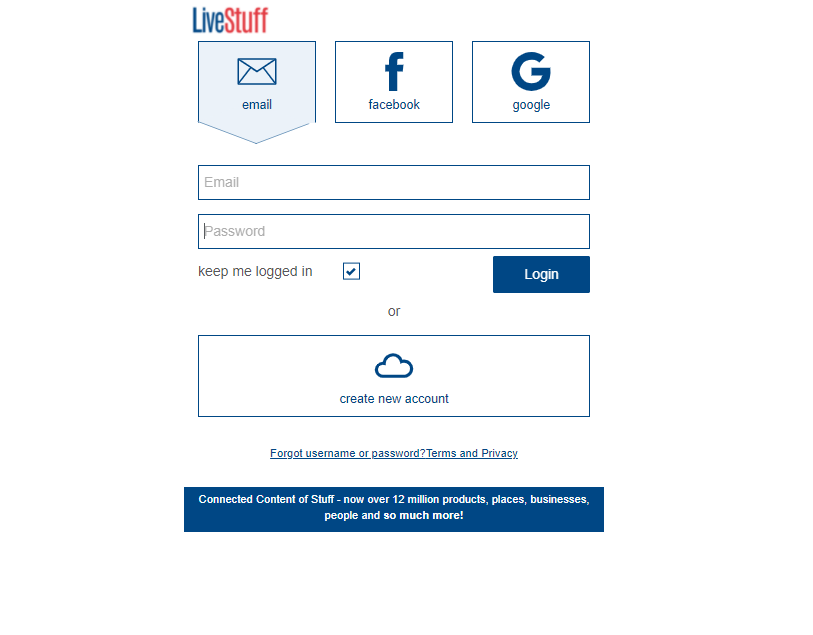 LiveStuff
email
facebook
google
Email
Password
keep me logged in
Login
or
create new account
Forgot username or password?Terms and Privacy
Connected Content of Stuff - now over 12 million products, places, businesses,
people and so much more!